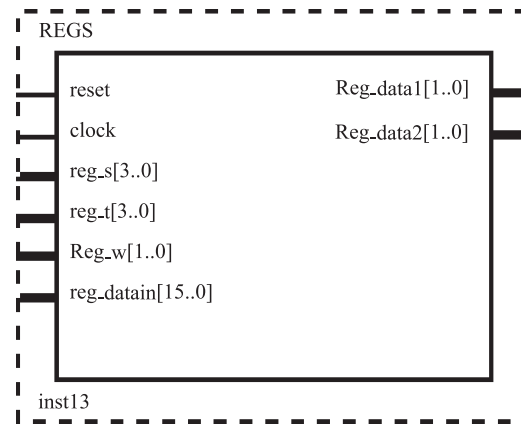 REGS
reset
Reg_data1[1..0]
clock
Reg_data2[1..0]
reg_s[3..0]
reg_t[3..0]
Reg_w[1..0]
reg_datain[15..0]
inst13